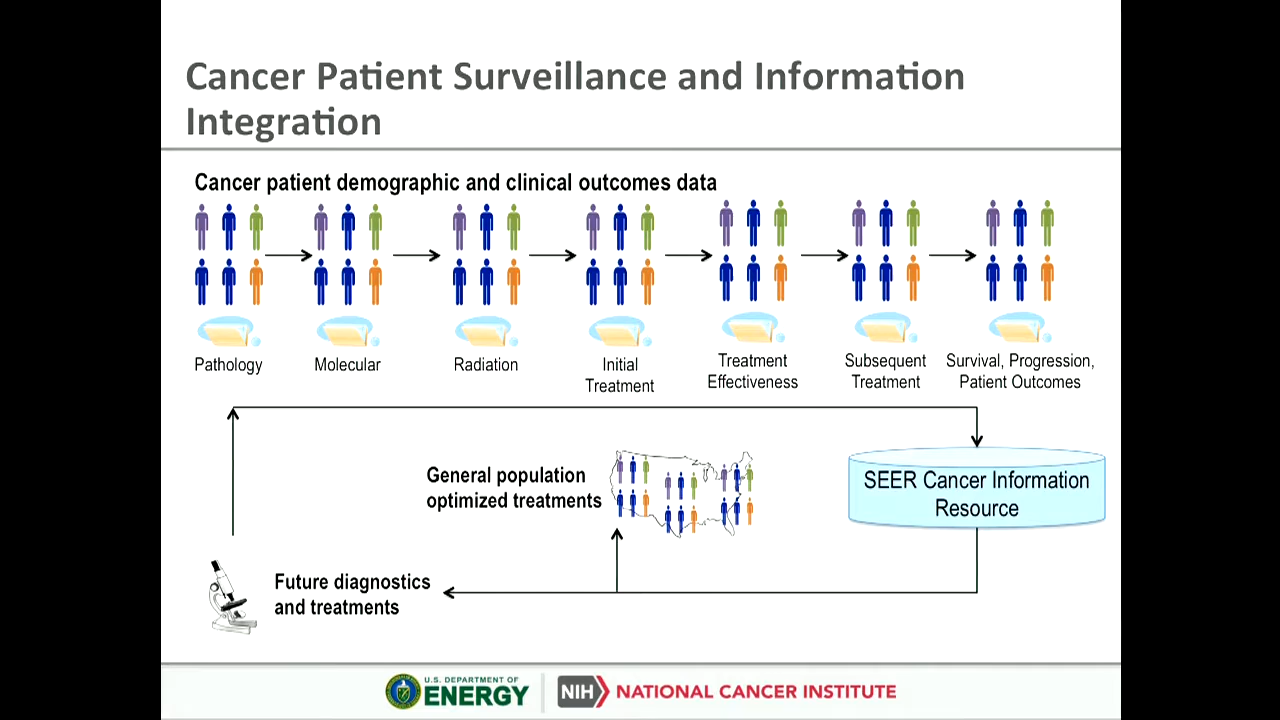 Cancer Patient Surveillance and Information
Integration
Cancer patient demographic and clinical outcomes data
Pathology
Molecular
Radiation
Initial
Treatment
Treatment
Effectiveness
Subsequent
Treatment
Survival, Progression,
Patient Outcomes
General population
optimized treatments
SEER Cancer Information
Resource
Future diagnostics
and treatments
U.S. DEPARTMENT OF
ENERGY
NIH
NATIONAL CANCER INSTITUTE